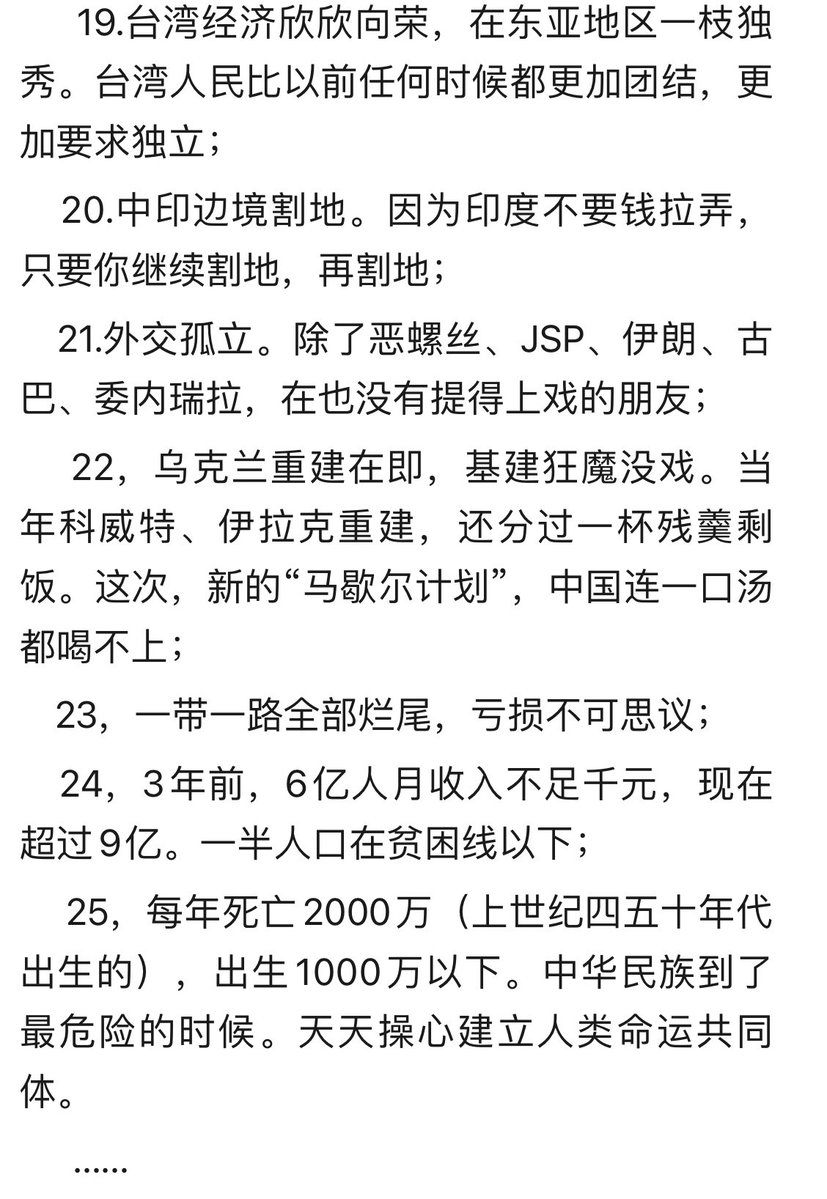 19.台湾经济欣欣向荣，在东亚地区一枝独
秀。台湾人民比以前任何时候都更加团结，更
加要求独立；
20.中印边境割地。因为印度不要钱拉弄，
只要你继续割地，再割地；
21.外交孤立。除了恶螺丝、JSP、伊朗、古
巴、委内瑞拉，在也没有提得上戏的朋友；
22，乌克兰重建在即，基建狂魔没戏。当
年科威特、伊拉克重建，还分过一杯残羹剩
饭。这次，新的“马歇尔计划”，中国连一口汤
都喝不上；
23，一带一路全部烂尾，亏损不可思议；
24，3年前，6亿人月收入不足千元，现在
超过9亿。一半人口在贫困线以下；
25，每年死亡2000万（上世纪四五十年代
出生的），出生1000万以下。中华民族到了
最危险的时候。天天操心建立人类命运共同
体。
······